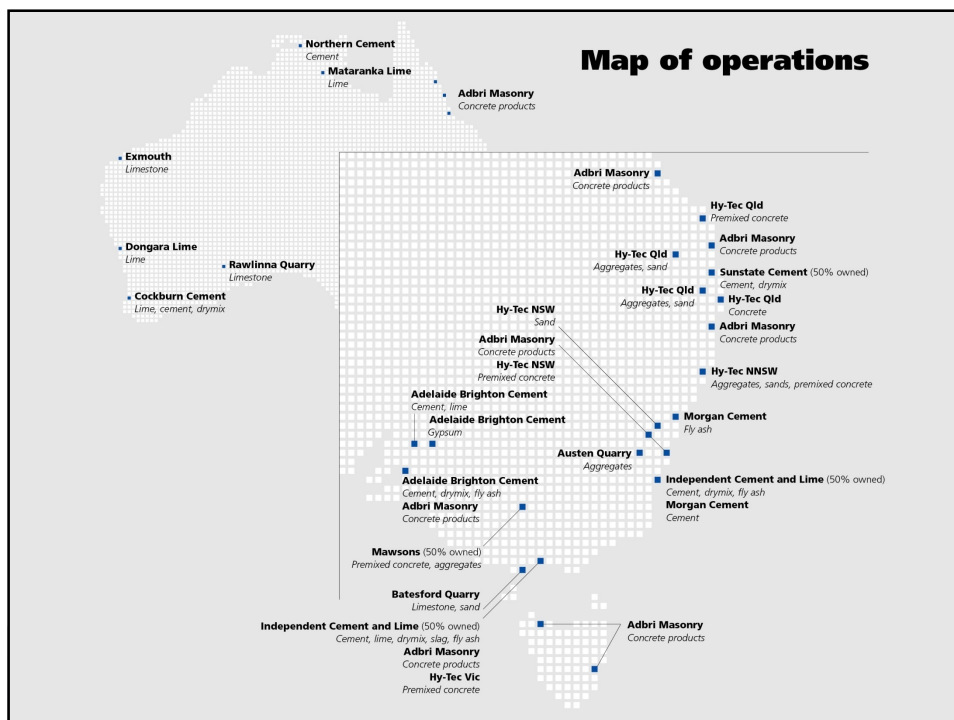 Map of operations
Northern Cement
Cement
Mataranka Lime
Lime
Adbri Masonry
Concrete products
Exmouth
Limestone
Dongara Lime
Lime
Rawlinna Quarry
Limestone
Cockburn Cement
Lime, cement, drymix
Adbri Masonry
Concrete products
Hy-Tec Qld
Premixed concrete
Adbri Masonry
Concrete products
Hy-Tec Qld
Aggregates, sand
Sunstate Cement (50% owned)
Cement, drymix
Hy-Tec Qld
Aggregates, sand
Hy-Tec Qld
Concrete
Hy-Tec NSW
Sand
Adbri Masonry
Concrete products
Adbri Masonry
Concrete products
Hy-Tec NSW
Premixed concrete
Hy-Tec NNSW
Aggregates, sands, premixed concrete
Adelaide Brighton Cement
Cement, lime
Adelaide Brighton Cement
Gypsum
Morgan Cement
Fly ash
Austen Quarry
Aggregates
Adelaide Brighton Cement
Cement, drymix, fly ash
Adbri Masonry
Concrete products
Independent Cement and Lime (50% owned)
Cement, drymix, fly ash
Morgan Cement
Cement
Mawsons (50% owned)
Premixed concrete, aggregates
Batesford Quarry
Limestone, sand
Independent Cement and Lime (50% owned)
Cement, lime, drymix, slag, fly ash
Adbri Masonry
Concrete products
Hy-Tec Vic
Premixed concrete
Adbri Masonry
Concrete products